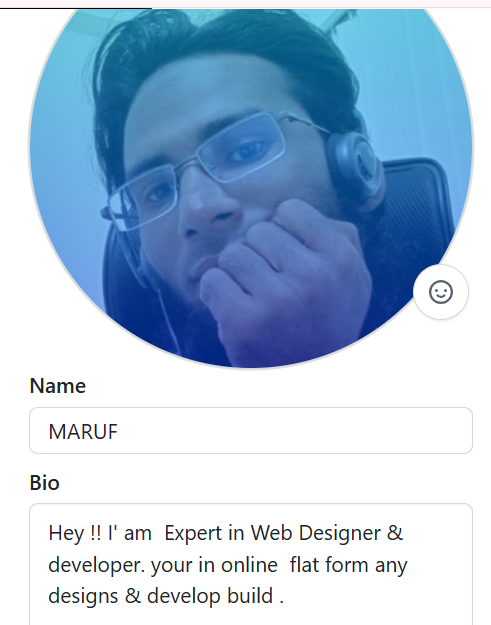 Name
MARUF
Bio
Hey !! I' am  Expert in Web Designer &
developer. your in online  flat form any
designs & develop build .